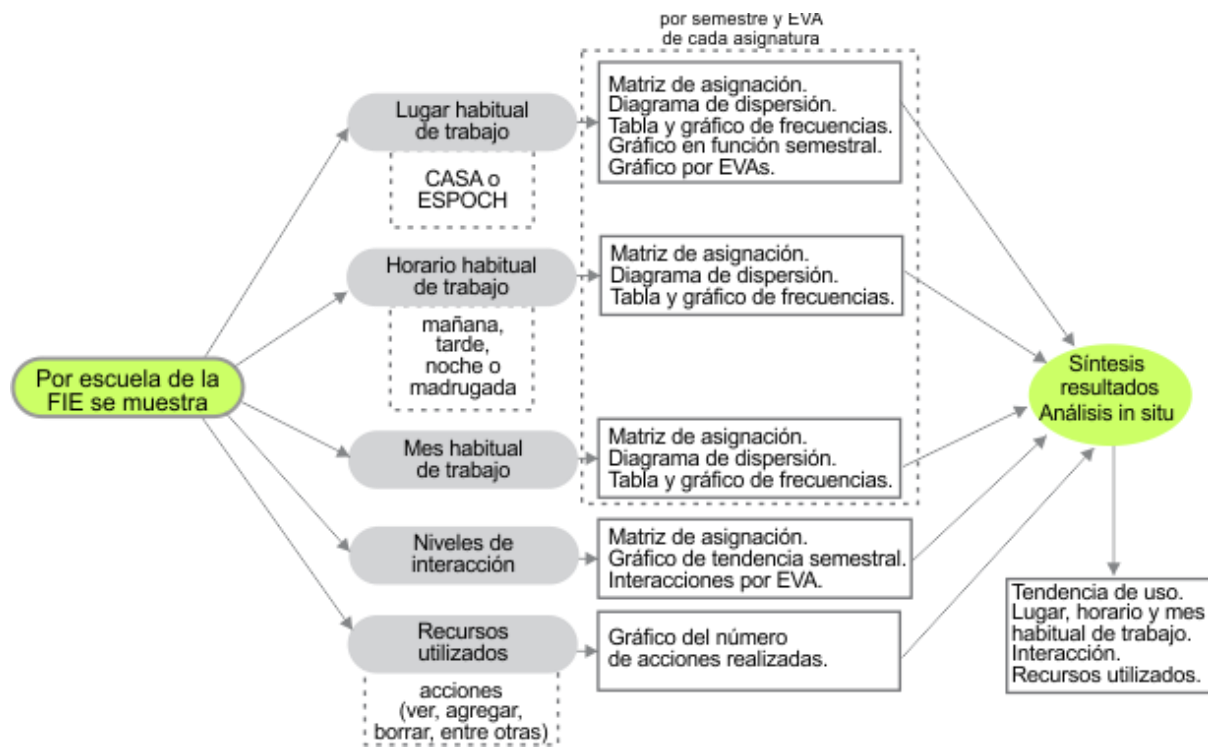 por semestre y EVA
de cada asignatura
Lugar habitual
de trabajo
CASA o
ESPOCH
Matriz de asignación.
Diagrama de dispersión.
Tabla y gráfico de frecuencias.
Gráfico en función semestral.
Gráfico por EVAs.
Horario habitual
de trabajo
mañana,
tarde,
noche o
madrugada
Matriz de asignación.
Diagrama de dispersión.
Tabla y gráfico de frecuencias.
Por escuela de la
FIE se muestra
Mes habitual
de trabajo
Matriz de asignación.
Diagrama de dispersión.
Tabla y gráfico de frecuencias.
Niveles de
interacción
Matriz de asignación.
Gráfico de tendencia semestral.
Interacciones por EVA.
Recursos
utilizados
acciones
(ver, agregar,
borrar, entre otras)
Gráfico del número
de acciones realizadas.
Síntesis
resultados
Análisis in situ
Tendencia de uso.
Lugar, horario y mes
habitual de trabajo.
Interacción.
Recursos utilizados.